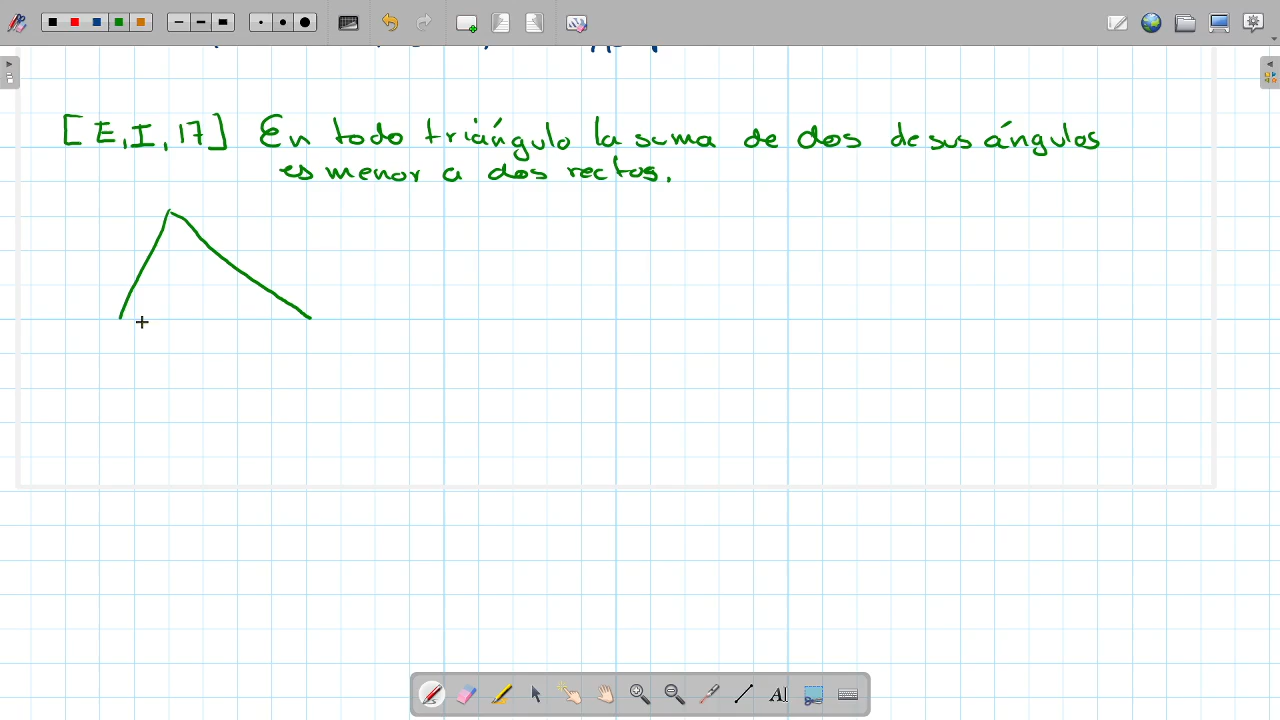 [E, I, 17] En todo triángulo la suma de dos de sus ángulos
es menor a dos rectos.